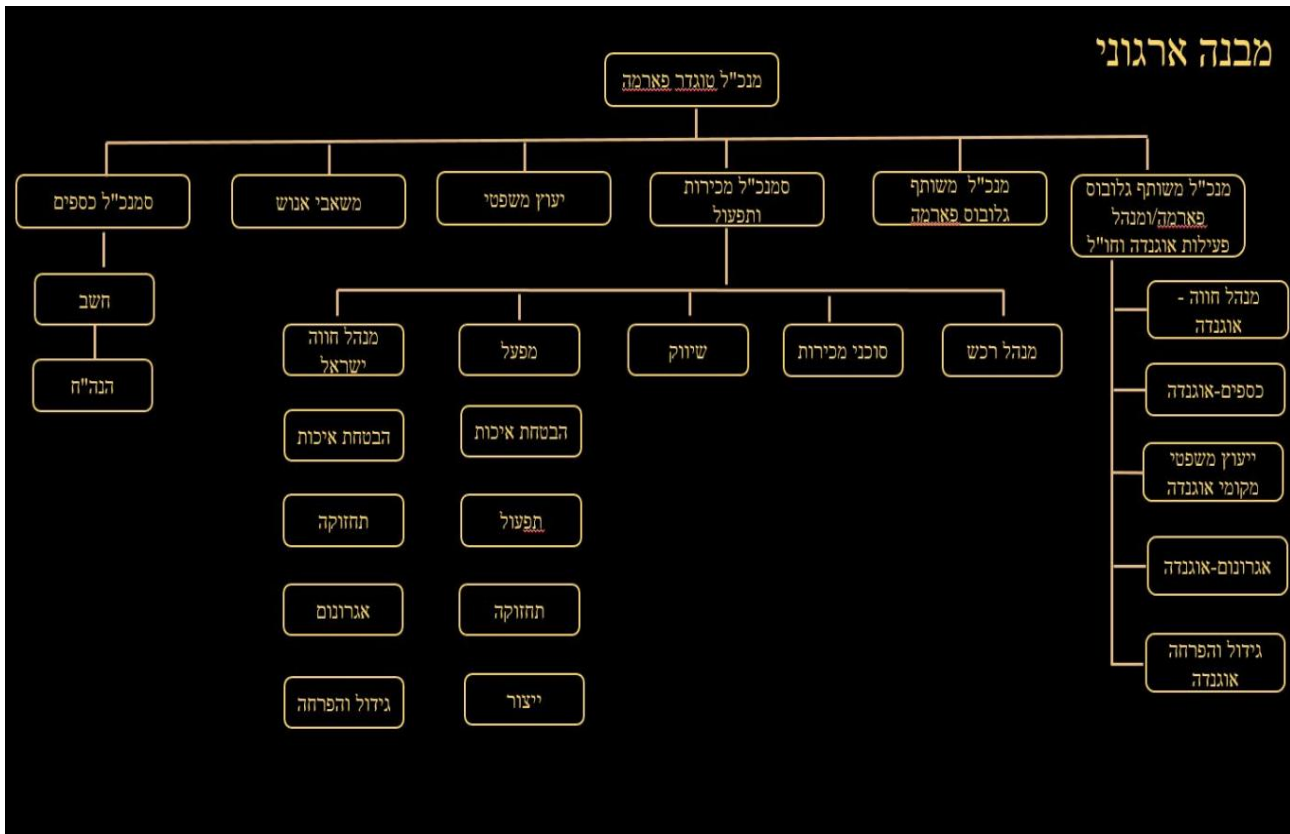 מבנה ארגוני
מנכ"ל טוגדר פארמה
מנכ"ל משותף גלובוס
פארמה/ומנהל
פעילות אוגנדה וחו"ל
מנכ"ל משותף
גלובוס פארמה
סמנכ"ל מכירות
ותפעול
יעוץ משפטי
משאבי אנוש
סמנכ"ל כספים
מנהל חווה -
אוגנדה
כספים-אוגנדה
ייעוץ משפטי
מקומי אוגנדה
אגרונום-אוגנדה
גידול והפרחה
אוגנדה
מנהל רכש
סוכני מכירות
שיווק
מפעל
הבטחת איכות
תפעול
תחזוקה
ייצור
מנהל חווה
ישראל
הבטחת איכות
תחזוקה
אגרונום
גידול והפרחה
חשב
הנה"ח